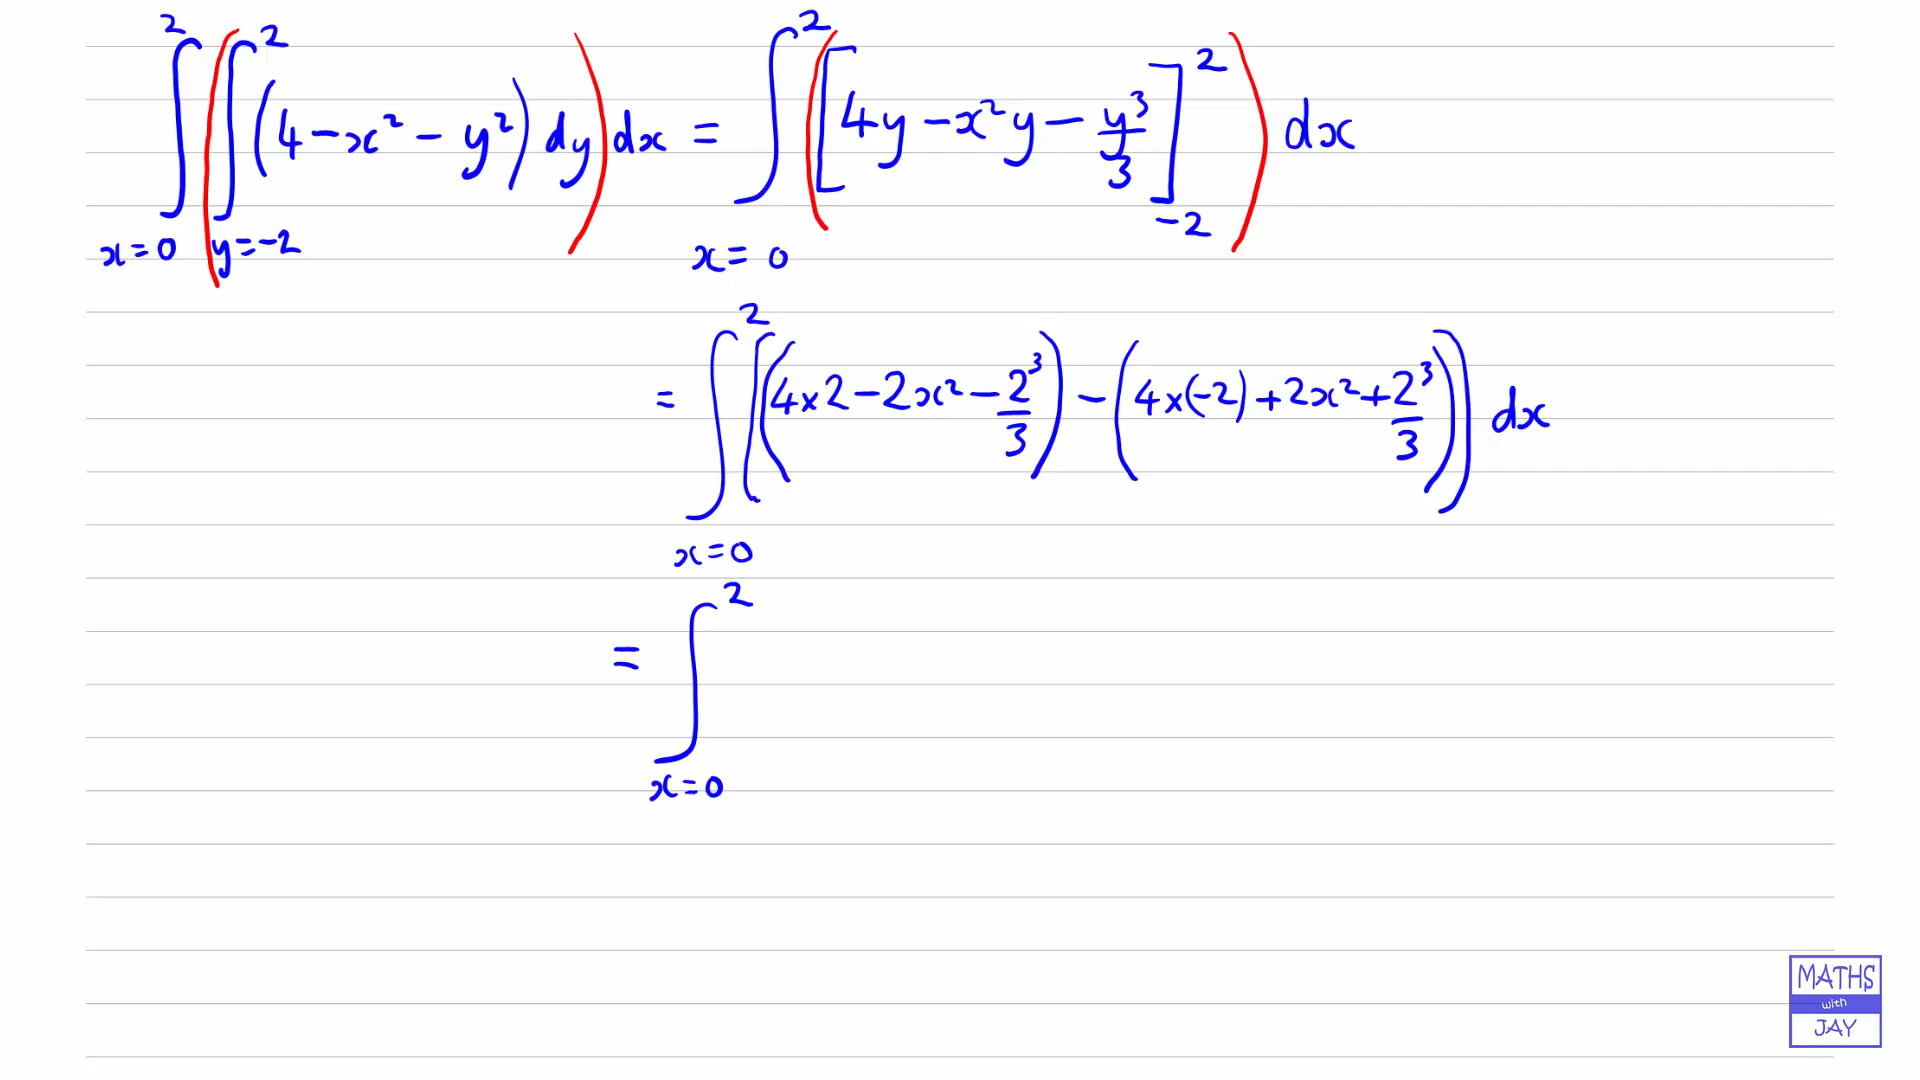 ∫_{x=0}^{2} (∫_{y=-2}^{2} (4-x²-y²) dy) dx = ∫_{x=0}^{2} ([4y-x²y-y³/3]_{-2}^{2}) dx
= ∫_{x=0}^{2} ((4×2-2x²-2³/3) - (4×(-2)+2x²+2³/3)) dx
= ∫_{x=0}^{2}
MATHS
with
JAY